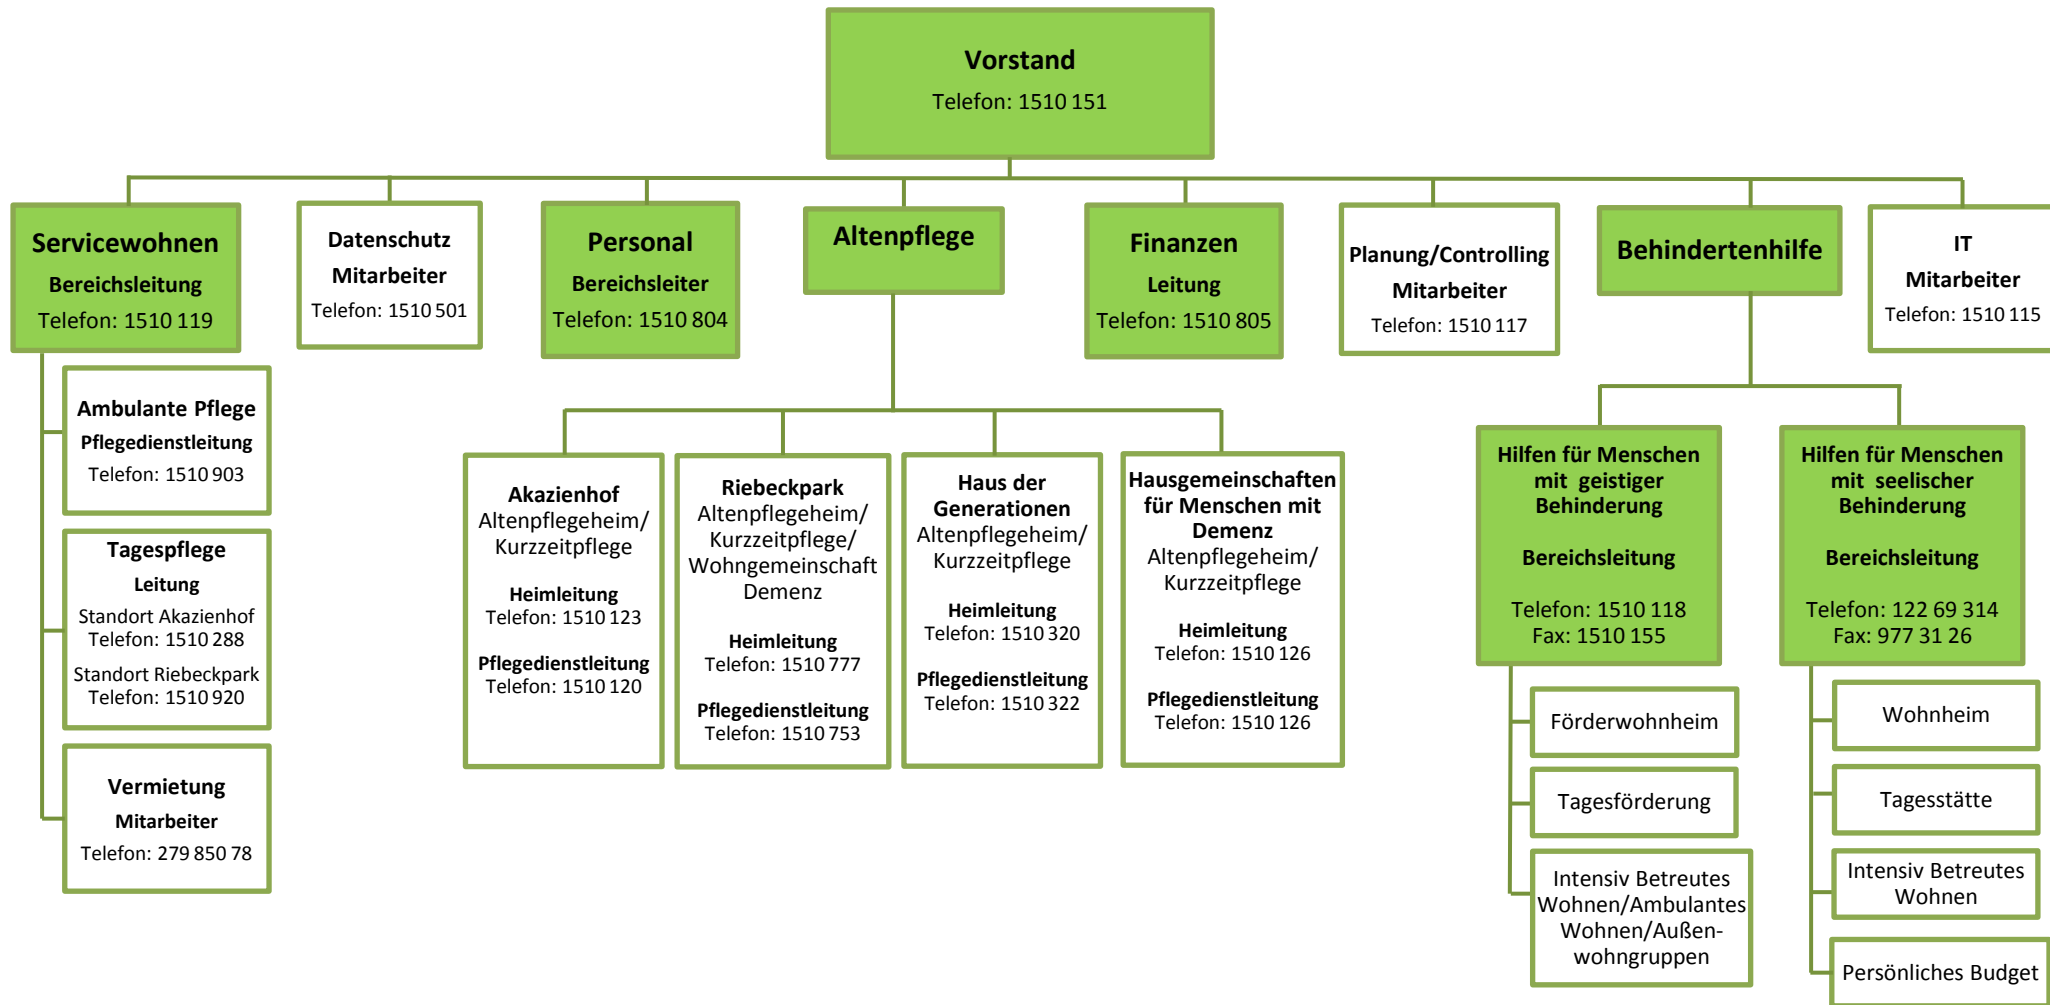 Vorstand
Telefon: 1510 151
Servicewohnen
Bereichsleitung
Telefon: 1510 119
Datenschutz
Mitarbeiter
Telefon: 1510 501
Personal
Bereichsleiter
Telefon: 1510 804
Altenpflege
Finanzen
Leitung
Telefon: 1510 805
Planung/Controlling
Mitarbeiter
Telefon: 1510 117
Behindertenhilfe
IT
Mitarbeiter
Telefon: 1510 115
Ambulante Pflege
Pflegedienstleitung
Telefon: 1510 903
Tagespflege
Leitung
Standort Akazienhof
Telefon: 1510 288
Standort Riebeckpark
Telefon: 1510 920
Vermietung
Mitarbeiter
Telefon: 279 850 78
Akazienhof
Altenpflegeheim/
Kurzzeitpflege
Heimleitung
Telefon: 1510 123
Pflegedienstleitung
Telefon: 1510 120
Riebeckpark
Altenpflegeheim/
Kurzzeitpflege/
Wohngemeinschaft
Demenz
Heimleitung
Telefon: 1510 777
Pflegedienstleitung
Telefon: 1510 753
Haus der
Generationen
Altenpflegeheim/
Kurzzeitpflege
Heimleitung
Telefon: 1510 320
Pflegedienstleitung
Telefon: 1510 322
Hausgemeinschaften
für Menschen mit
Demenz
Altenpflegeheim/
Kurzzeitpflege
Heimleitung
Telefon: 1510 126
Pflegedienstleitung
Telefon: 1510 126
Hilfen für Menschen
mit geistiger
Behinderung
Bereichsleitung
Telefon: 1510 118
Fax: 1510 155
Förderwohnheim
Tagesförderung
Intensiv Betreutes
Wohnen/Ambulantes
Wohnen/Außen-
wohngruppen
Hilfen für Menschen
mit seelischer
Behinderung
Bereichsleitung
Telefon: 122 69 314
Fax: 977 31 26
Wohnheim
Tagesstätte
Intensiv Betreutes
Wohnen
Persönliches Budget